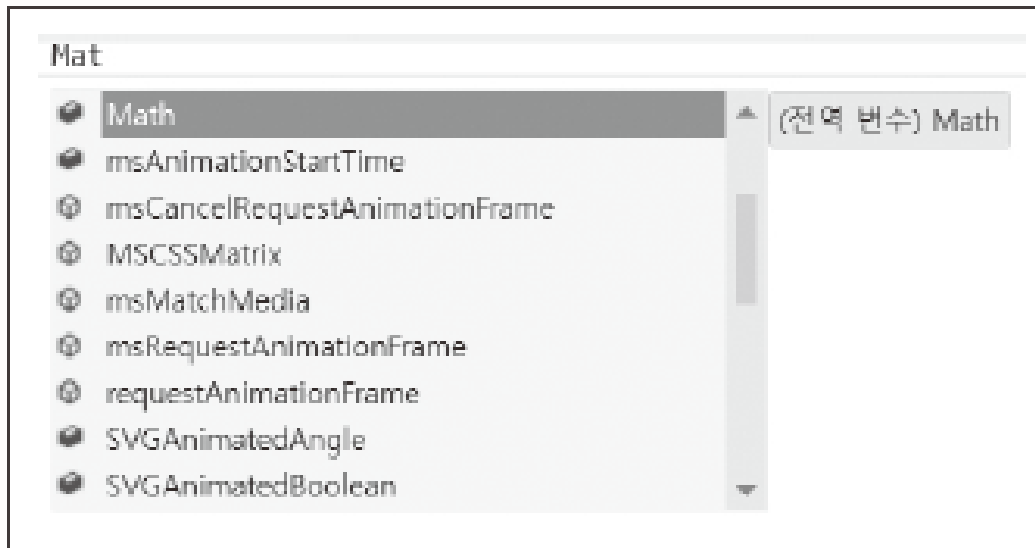 Mat
Math
(전역 변수) Math
msAnimationStartTime
msCancelRequestAnimationFrame
MSCSSMatrix
msMatchMedia
msRequestAnimationFrame
requestAnimationFrame
SVGAnimatedAngle
SVGAnimatedBoolean